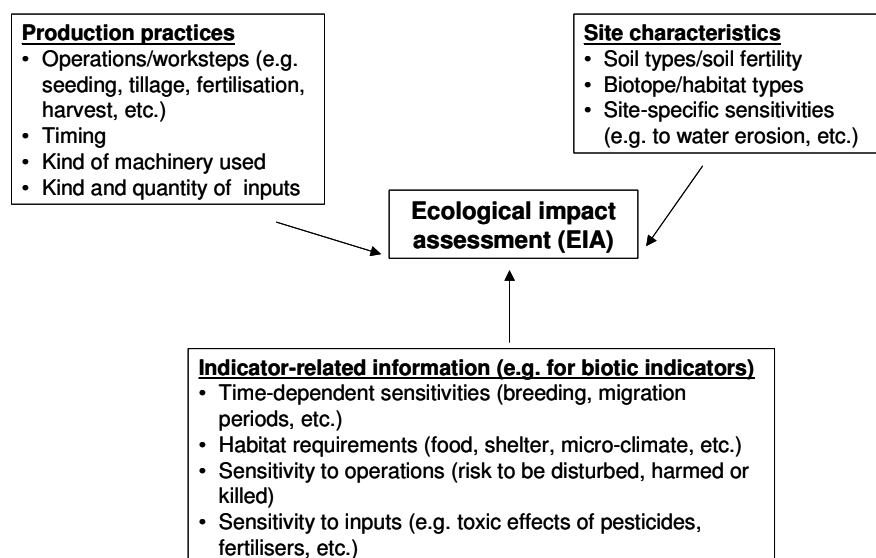 Production practices
• Operations/worksteps (e.g.
seeding, tillage, fertilisation,
harvest, etc.)
• Timing
• Kind of machinery used
• Kind and quantity of inputs
Site characteristics
• Soil types/soil fertility
• Biotope/habitat types
• Site-specific sensitivities
(e.g. to water erosion, etc.)
Ecological impact
assessment (EIA)
Indicator-related information (e.g. for biotic indicators)
• Time-dependent sensitivities (breeding, migration
periods, etc.)
• Habitat requirements (food, shelter, micro-climate, etc.)
• Sensitivity to operations (risk to be disturbed, harmed or
killed)
• Sensitivity to inputs (e.g. toxic effects of pesticides,
fertilisers, etc.)